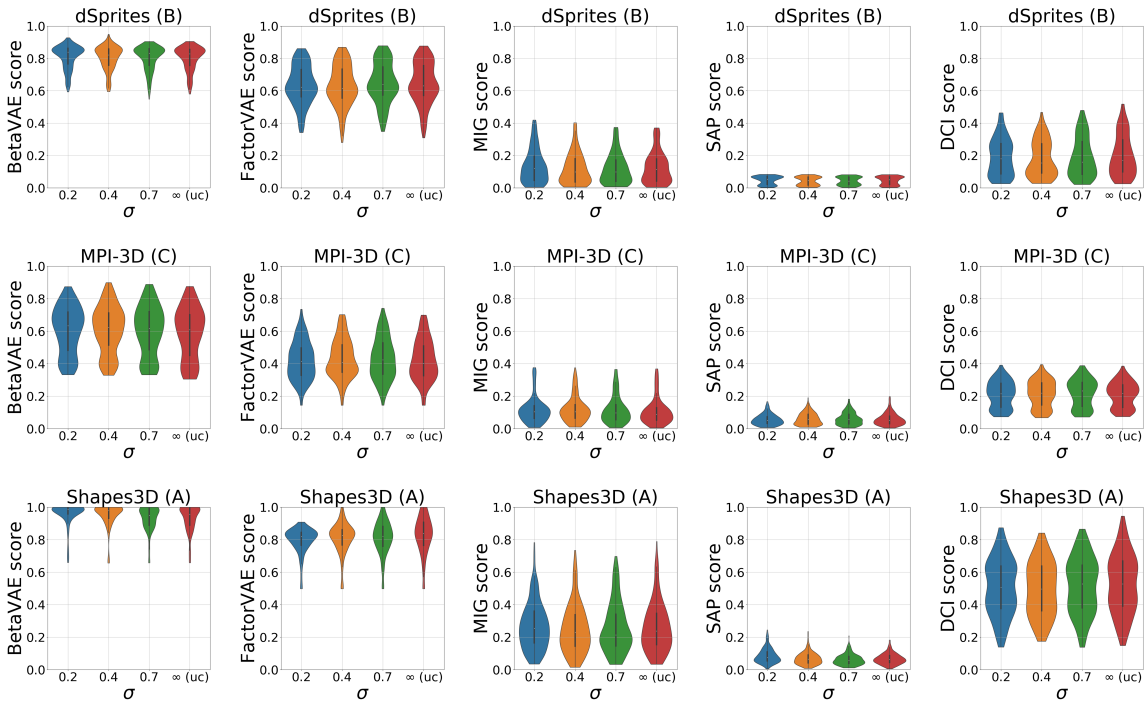 dSprites (B)
BetaVAE score
1.0
0.8
0.6
0.4
0.2
0.0
0.2 0.4 0.7 ∞ (uc)
σ
dSprites (B)
FactorVAE score
1.0
0.8
0.6
0.4
0.2
0.0
0.2 0.4 0.7 ∞ (uc)
σ
dSprites (B)
MIG score
1.0
0.8
0.6
0.4
0.2
0.0
0.2 0.4 0.7 ∞ (uc)
σ
dSprites (B)
SAP score
1.0
0.8
0.6
0.4
0.2
0.0
0.2 0.4 0.7 ∞ (uc)
σ
dSprites (B)
DCI score
1.0
0.8
0.6
0.4
0.2
0.0
0.2 0.4 0.7 ∞ (uc)
σ
MPI-3D (C)
BetaVAE score
1.0
0.8
0.6
0.4
0.2
0.0
0.2 0.4 0.7 ∞ (uc)
σ
MPI-3D (C)
FactorVAE score
1.0
0.8
0.6
0.4
0.2
0.0
0.2 0.4 0.7 ∞ (uc)
σ
MPI-3D (C)
MIG score
1.0
0.8
0.6
0.4
0.2
0.0
0.2 0.4 0.7 ∞ (uc)
σ
MPI-3D (C)
SAP score
1.0
0.8
0.6
0.4
0.2
0.0
0.2 0.4 0.7 ∞ (uc)
σ
MPI-3D (C)
DCI score
1.0
0.8
0.6
0.4
0.2
0.0
0.2 0.4 0.7 ∞ (uc)
σ
Shapes3D (A)
BetaVAE score
1.0
0.8
0.6
0.4
0.2
0.0
0.2 0.4 0.7 ∞ (uc)
σ
Shapes3D (A)
FactorVAE score
1.0
0.8
0.6
0.4
0.2
0.0
0.2 0.4 0.7 ∞ (uc)
σ
Shapes3D (A)
MIG score
1.0
0.8
0.6
0.4
0.2
0.0
0.2 0.4 0.7 ∞ (uc)
σ
Shapes3D (A)
SAP score
1.0
0.8
0.6
0.4
0.2
0.0
0.2 0.4 0.7 ∞ (uc)
σ
Shapes3D (A)
DCI score
1.0
0.8
0.6
0.4
0.2
0.0
0.2 0.4 0.7 ∞ (uc)
σ